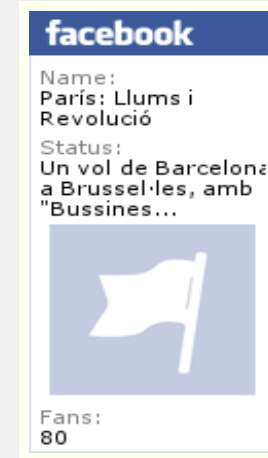 facebook
Name:
París: Llums i
Revolució
Status:
Un vol de Barcelona
a Brussel·les, amb
"Bussines...
Fans:
80